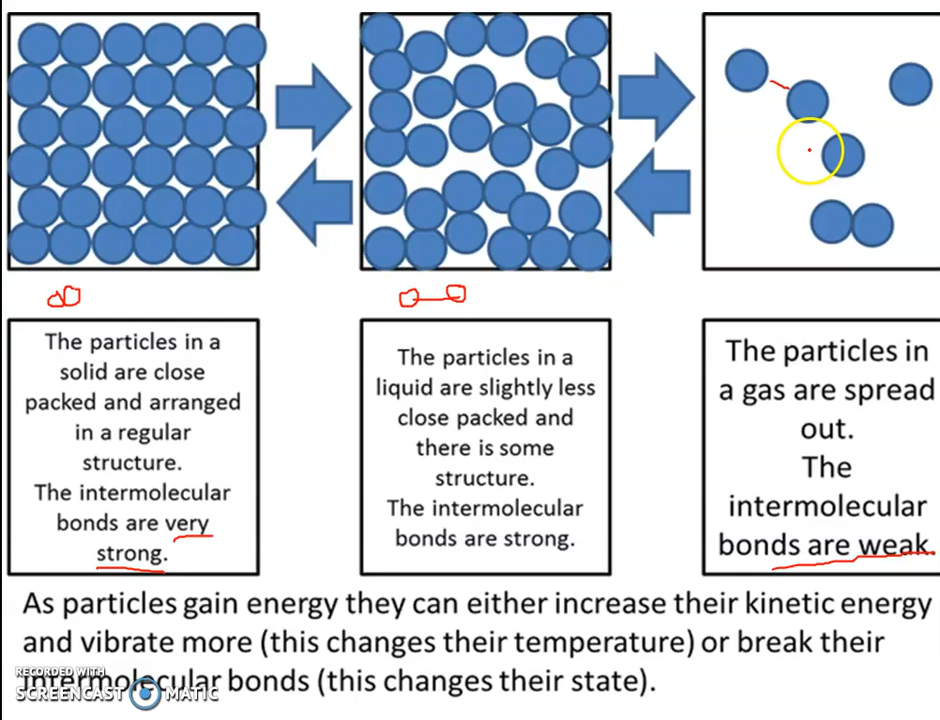 The particles in a
solid are close
packed and arranged
in a regular
structure.
The intermolecular
bonds are very
strong.
The particles in a
liquid are slightly less
close packed and
there is some
structure.
The intermolecular
bonds are strong.
The particles in
a gas are spread
out.
The
intermolecular
bonds are weak.
As particles gain energy they can either increase their kinetic energy
and vibrate more (this changes their temperature) or break their
intermolecular bonds (this changes their state).
RECORDED WITH
SCREENCAST MATIC